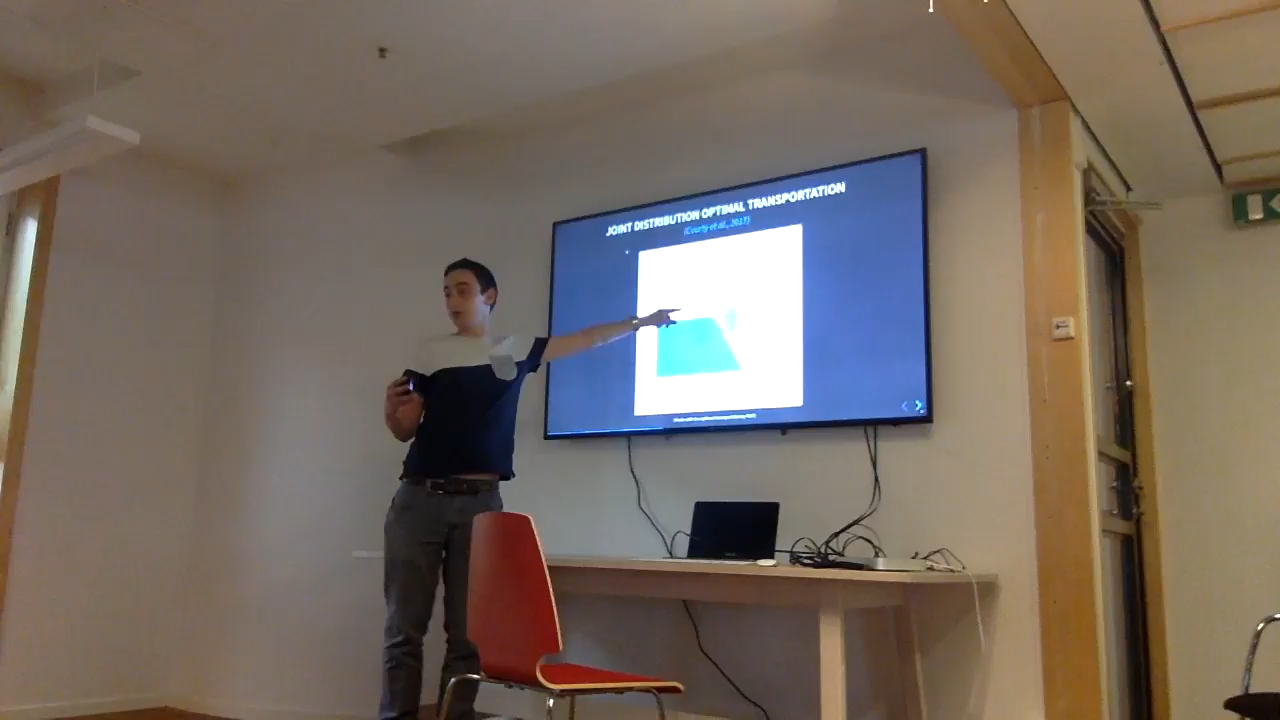 JOINT DISTRIBUTION OPTIMAL TRANSPORTATION
(Courty et al., 2017)